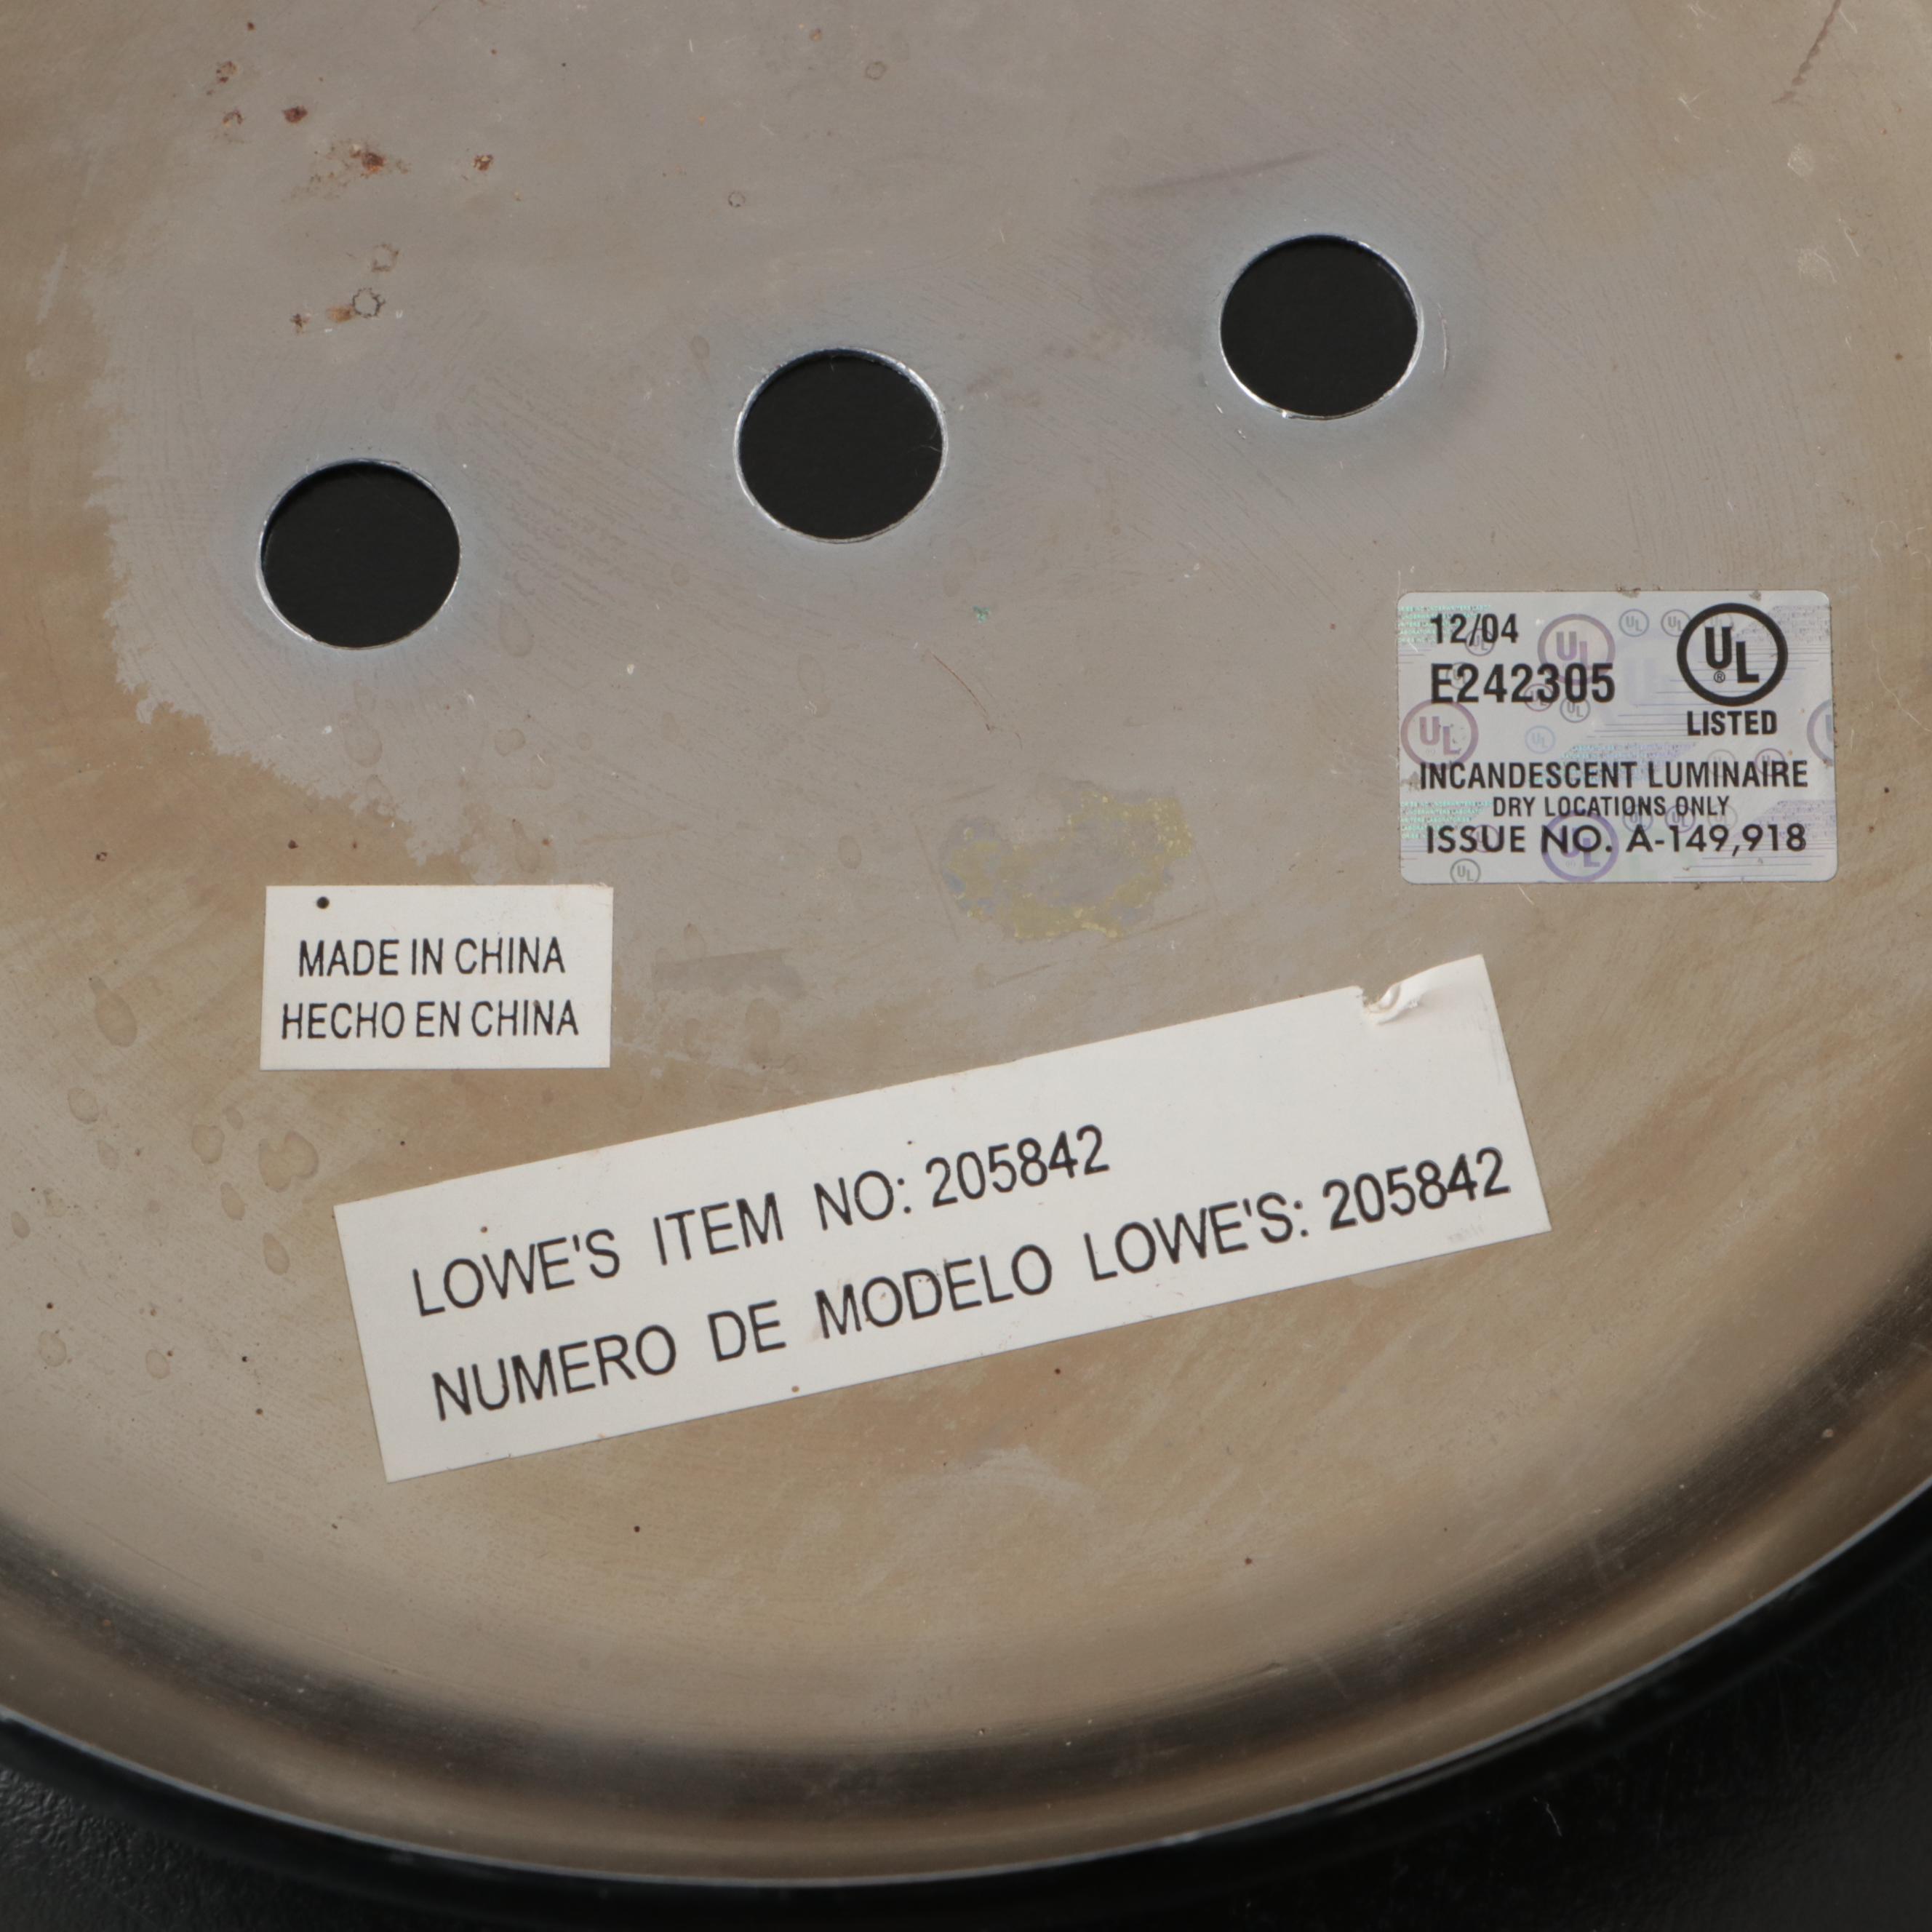 12/04
E242305
UL
®
LISTED
INCANDESCENT LUMINAIRE
DRY LOCATIONS ONLY
ISSUE NO. A-149,918
MADE IN CHINA
HECHO EN CHINA
LOWE'S ITEM NO: 205842
NUMERO DE MODELO LOWE'S: 205842